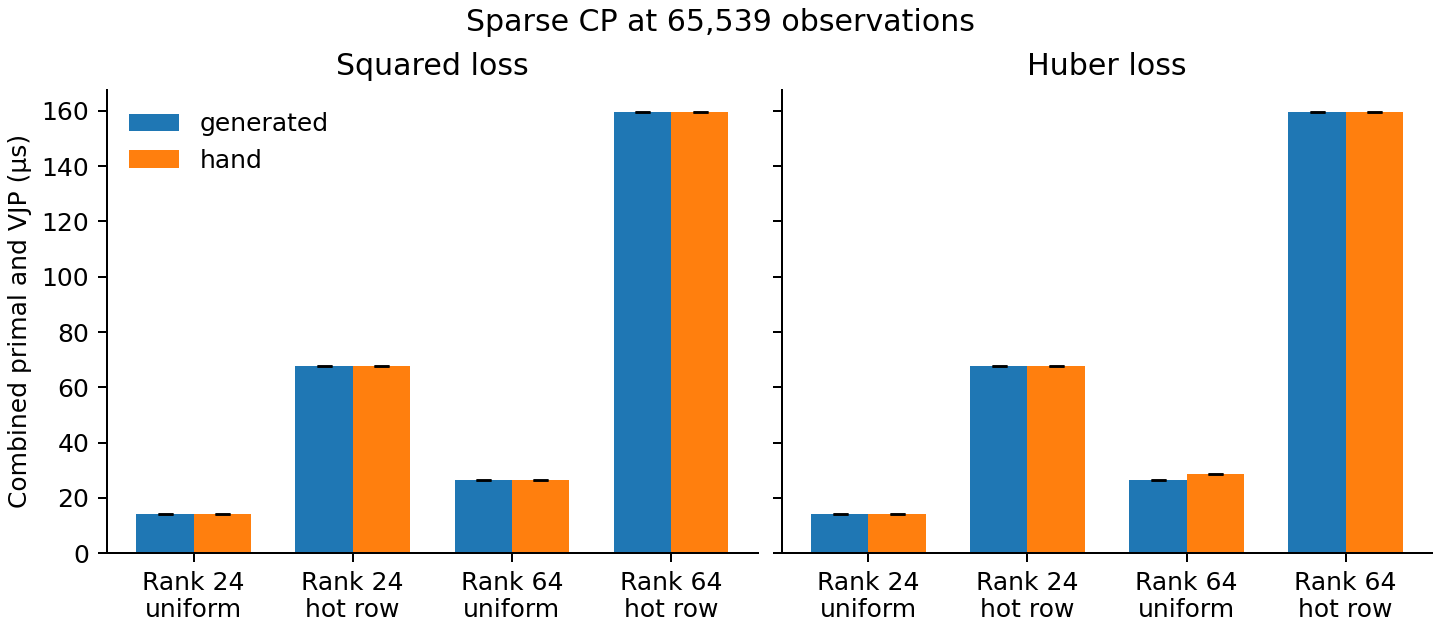 Sparse CP at 65,539 observations
Squared loss
Huber loss
Combined primal and VJP (µs)
160
140
120
100
80
60
40
20
0
generated
hand
Rank 24
uniform
Rank 24
hot row
Rank 64
uniform
Rank 64
hot row
Rank 24
uniform
Rank 24
hot row
Rank 64
uniform
Rank 64
hot row